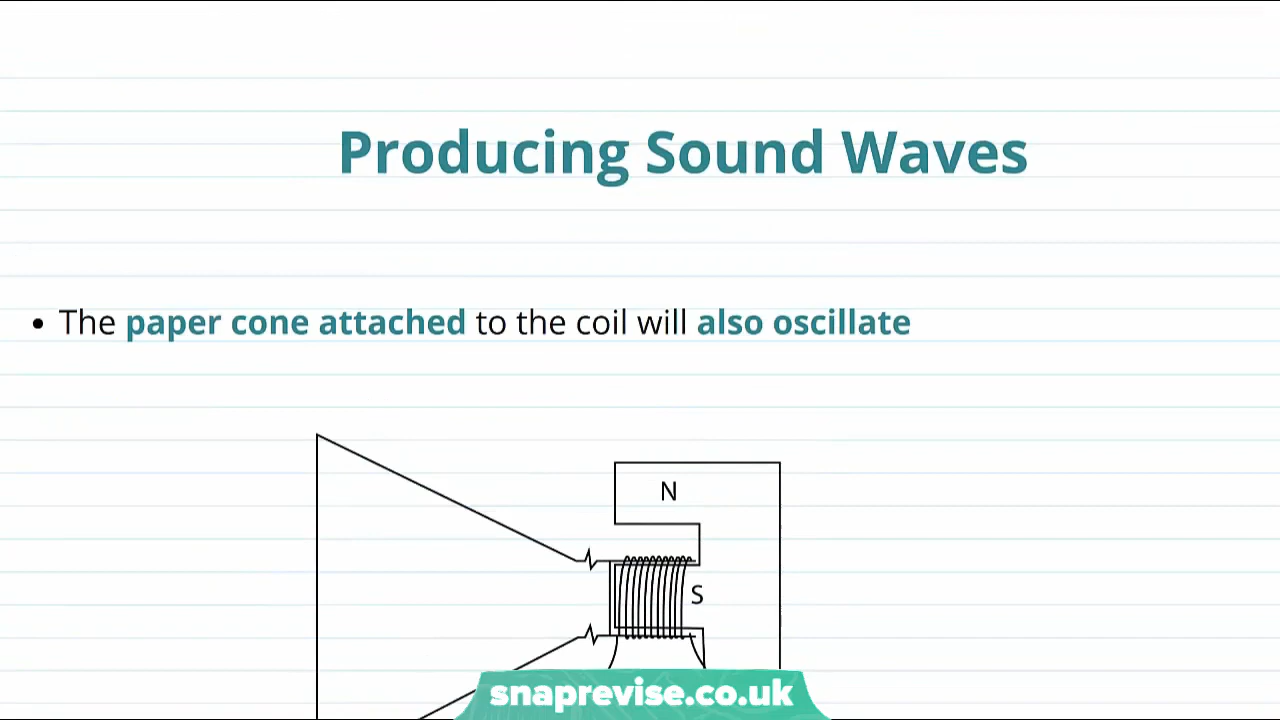 Producing Sound Waves
• The paper cone attached to the coil will also oscillate
N
S
snaprevise.co.uk